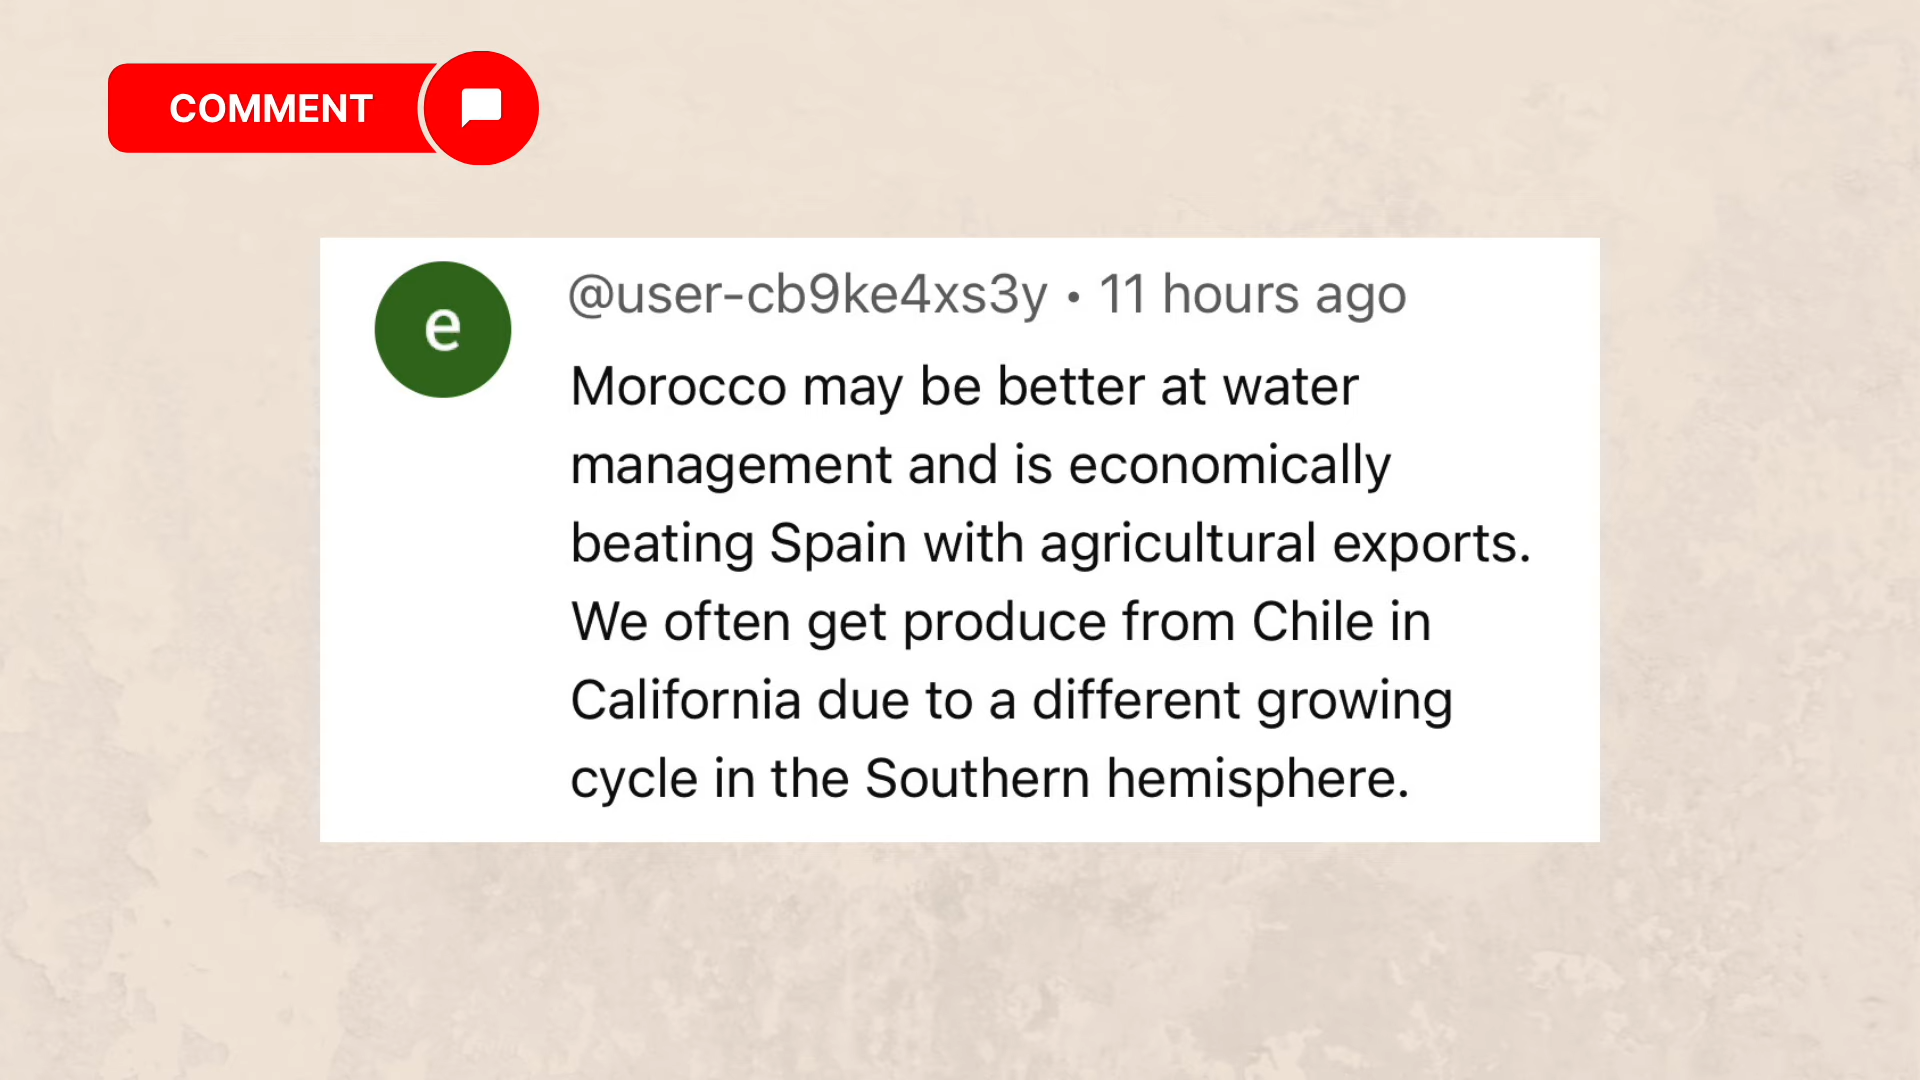 COMMENT
e
@user-cb9ke4xs3y • 11 hours ago
Morocco may be better at water
management and is economically
beating Spain with agricultural exports.
We often get produce from Chile in
California due to a different growing
cycle in the Southern hemisphere.